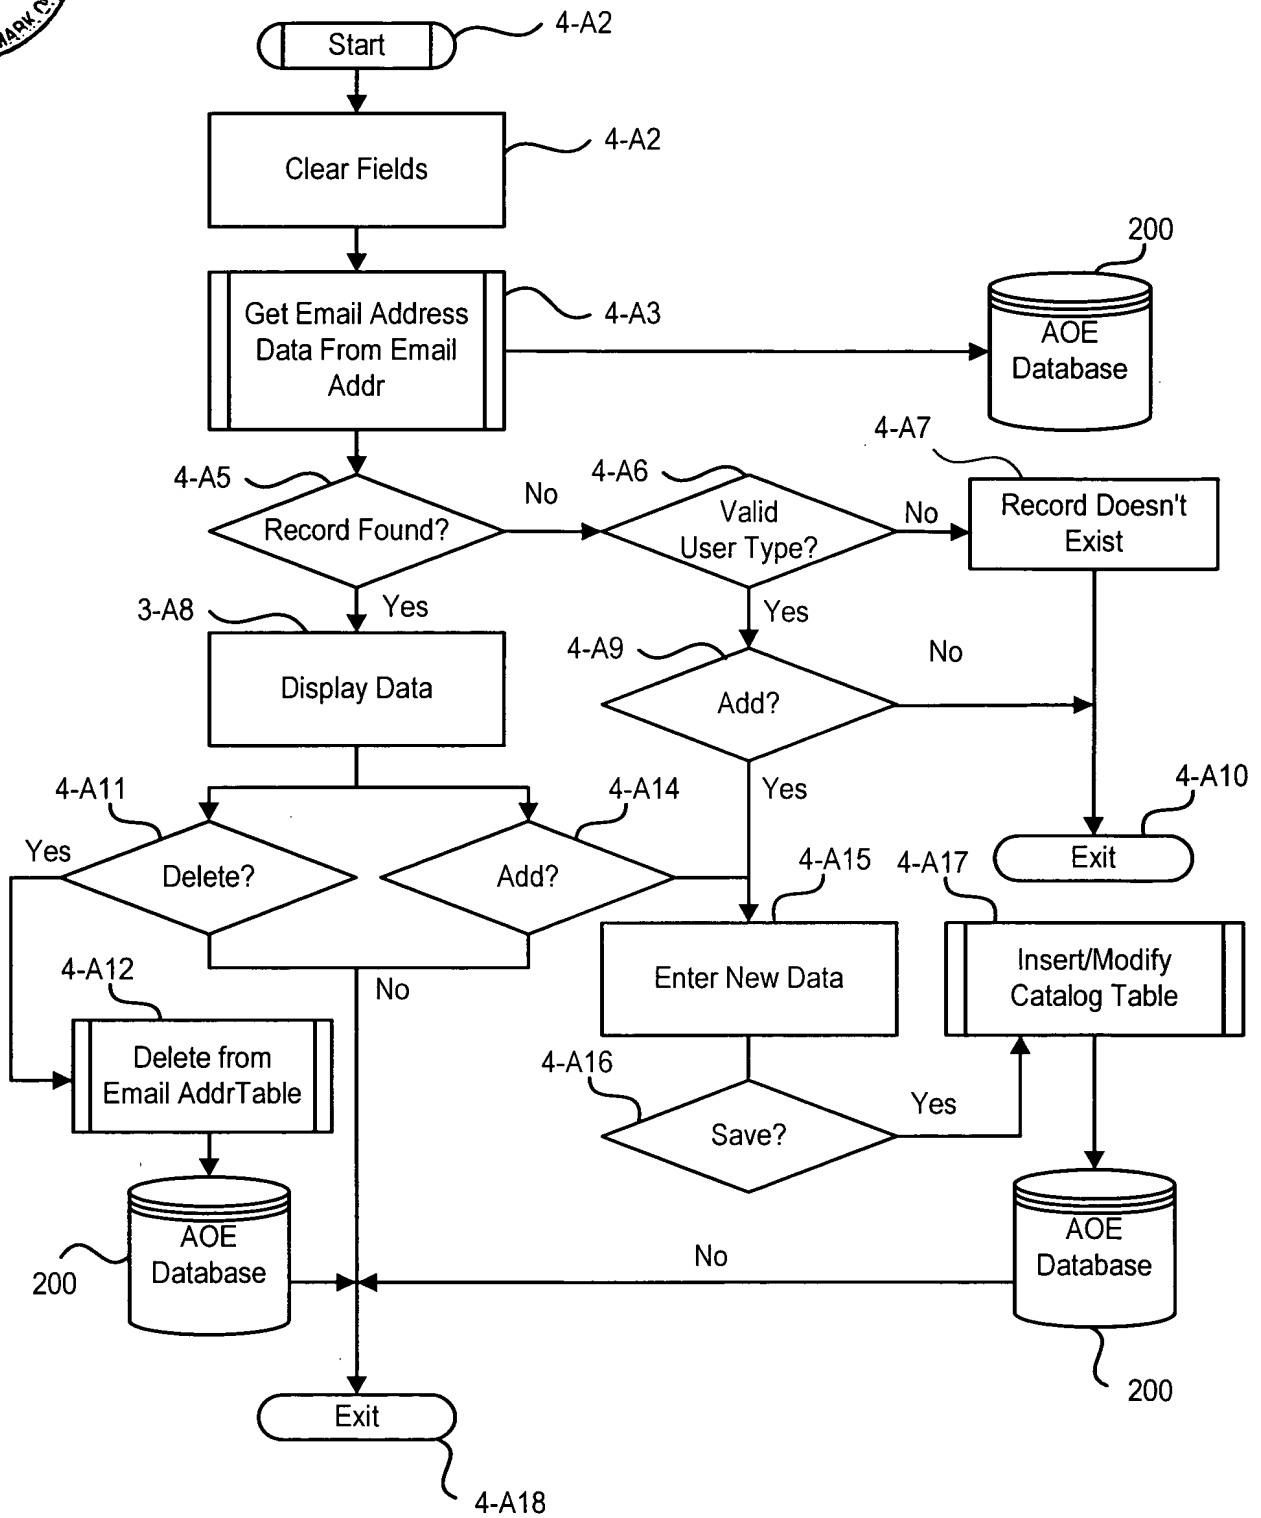 MARK
Start
4-A2
Clear Fields
4-A2
Get Email Address
Data From Email
Addr
4-A3
200
AOE
Database
4-A5
Record Found?
No
4-A6
Valid
User Type?
No
4-A7
Record Doesn't
Exist
Yes
3-A8
Display Data
Yes
4-A9
Add?
No
Yes
4-A10
Exit
4-A11
Yes
Delete?
4-A14
Add?
No
4-A12
Delete from
Email AddrTable
4-A15
Enter New Data
4-A17
Insert/Modify
Catalog Table
4-A16
Save?
Yes
AOE
Database
200
No
AOE
Database
200
Exit
4-A18